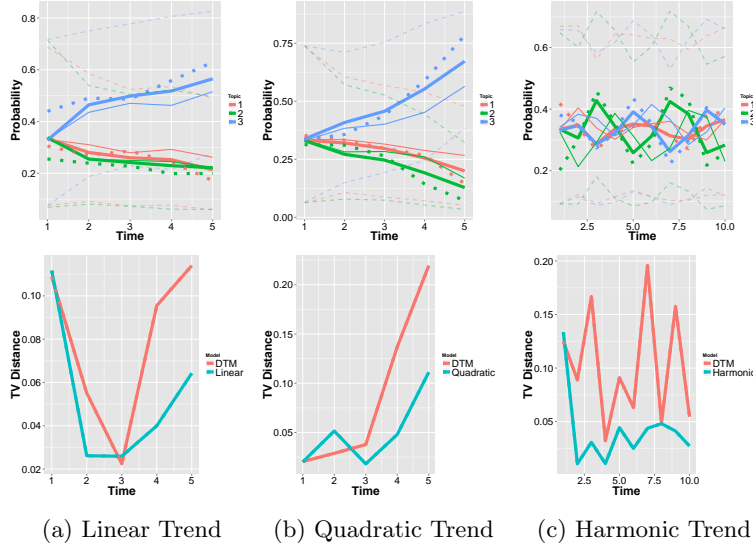 0.8
0.6
0.4
0.2
Probability
1 2 3 4 5
Time
Topic
1
2
3
0.75
0.50
0.25
0.00
Probability
1 2 3 4 5
Time
Topic
1
2
3
0.6
0.4
0.2
Probability
2.5 5.0 7.5 10.0
Time
Topic
1
2
3
0.10
0.08
0.06
0.04
0.02
TV Distance
1 2 3 4 5
Time
Model
DTM
Linear
0.20
0.15
0.10
0.05
TV Distance
1 2 3 4 5
Time
Model
DTM
Quadratic
0.20
0.15
0.10
0.05
TV Distance
2.5 5.0 7.5 10.0
Time
Model
DTM
Harmonic
(a) Linear Trend
(b) Quadratic Trend
(c) Harmonic Trend